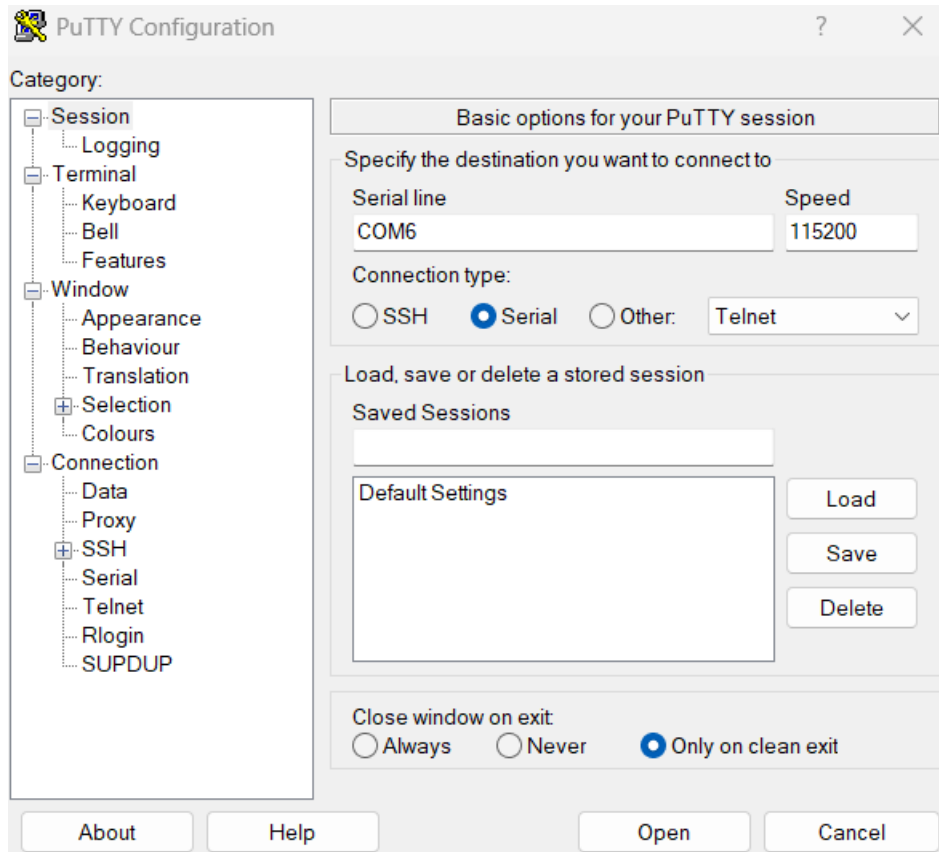 PuTTY Configuration ? ×
Category:
Session
Logging
Terminal
Keyboard
Bell
Features
Window
Appearance
Behaviour
Translation
Selection
Colours
Connection
Data
Proxy
SSH
Serial
Telnet
Rlogin
SUPDUP
Basic options for your PuTTY session
Specify the destination you want to connect to
Serial line Speed
COM6 115200
Connection type:
SSH Serial Other: Telnet
Load, save or delete a stored session
Saved Sessions
Default Settings
Load
Save
Delete
Close window on exit:
Always Never Only on clean exit
About Help Open Cancel